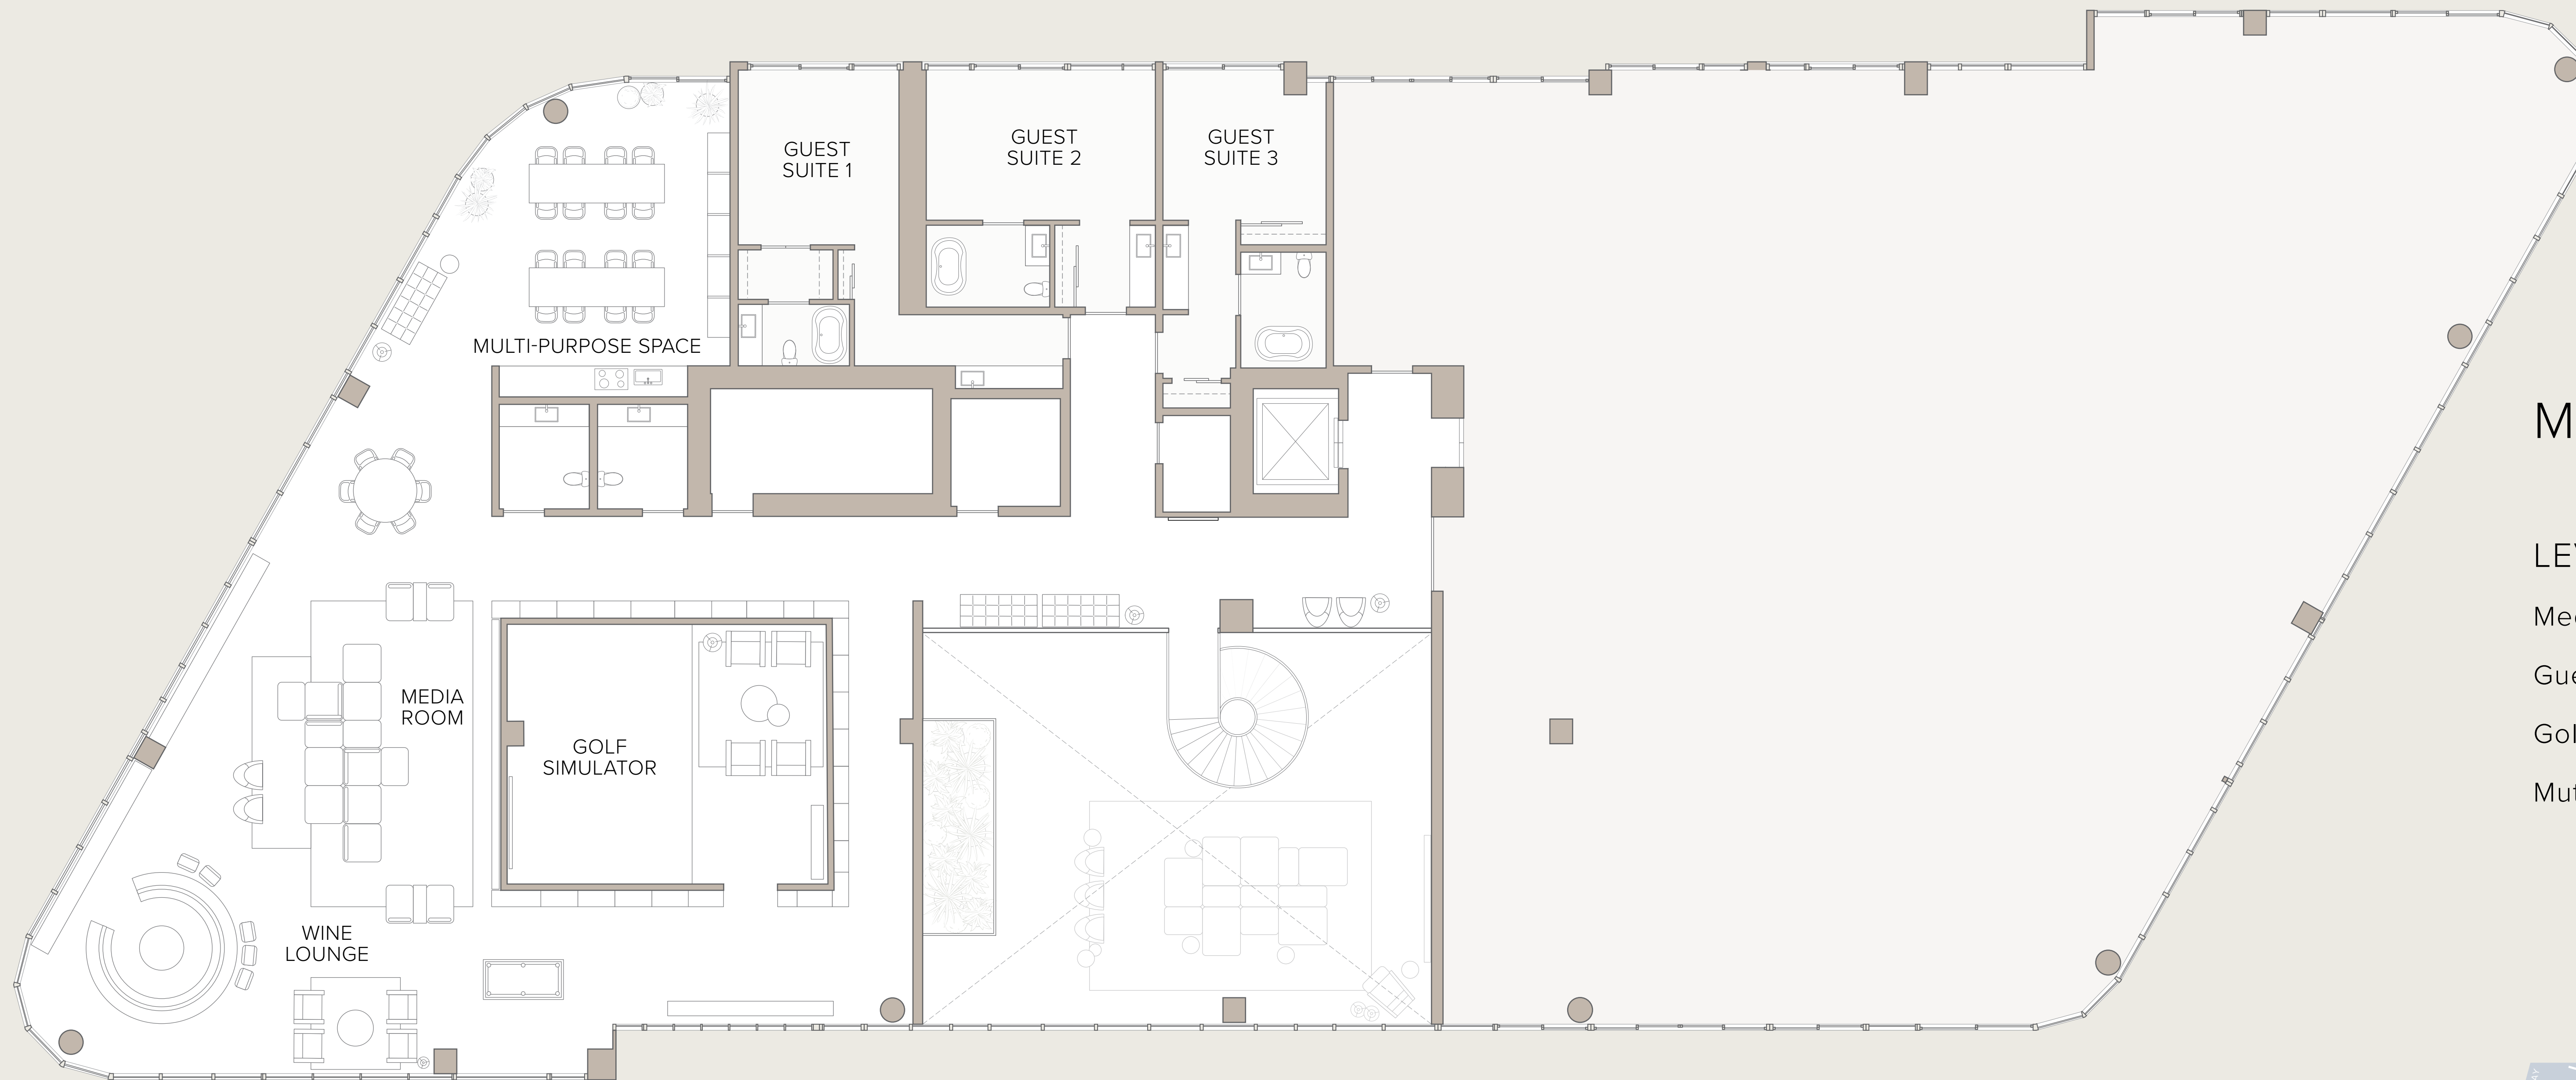 GUEST
SUITE 1
GUEST
SUITE 2
GUEST
SUITE 3
MULTI-PURPOSE SPACE
MEDIA
ROOM
GOLF
SIMULATOR
WINE
LOUNGE